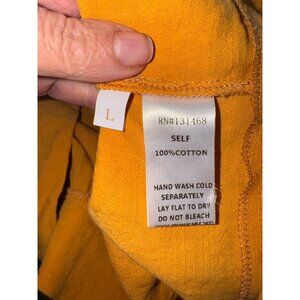 L
RN#131468
SELF
100%COTTON
HAND WASH COLD
SEPARATELY
LAY FLAT TO DRY
DO NOT BLEACH